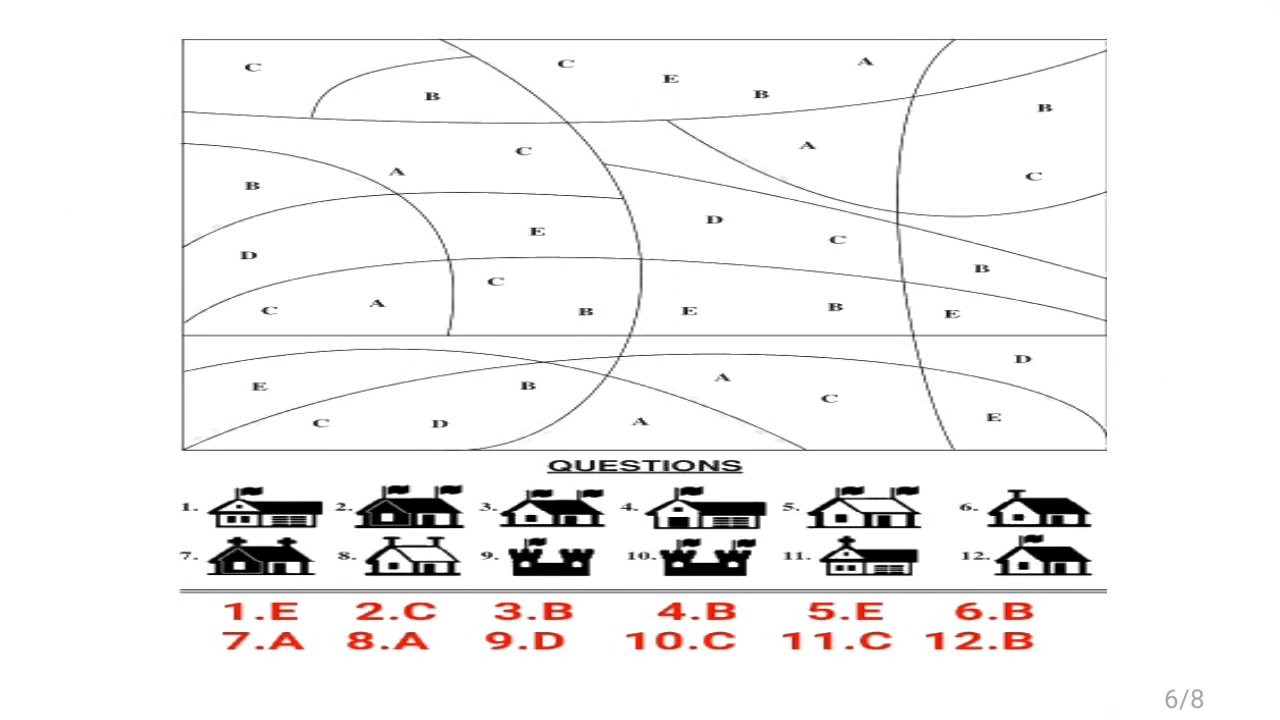 C C E A
B B B
C A
B A C
D
E C
D B
C A C B E B E
D
E B A C
C D A E
QUESTIONS
1. 2. 3. 4. 5. 6.
7. 8. 9. 10. 11. 12.
1.E 2.C 3.B 4.B 5.E 6.B
7.A 8.A 9.D 10.C 11.C 12.B
6/8